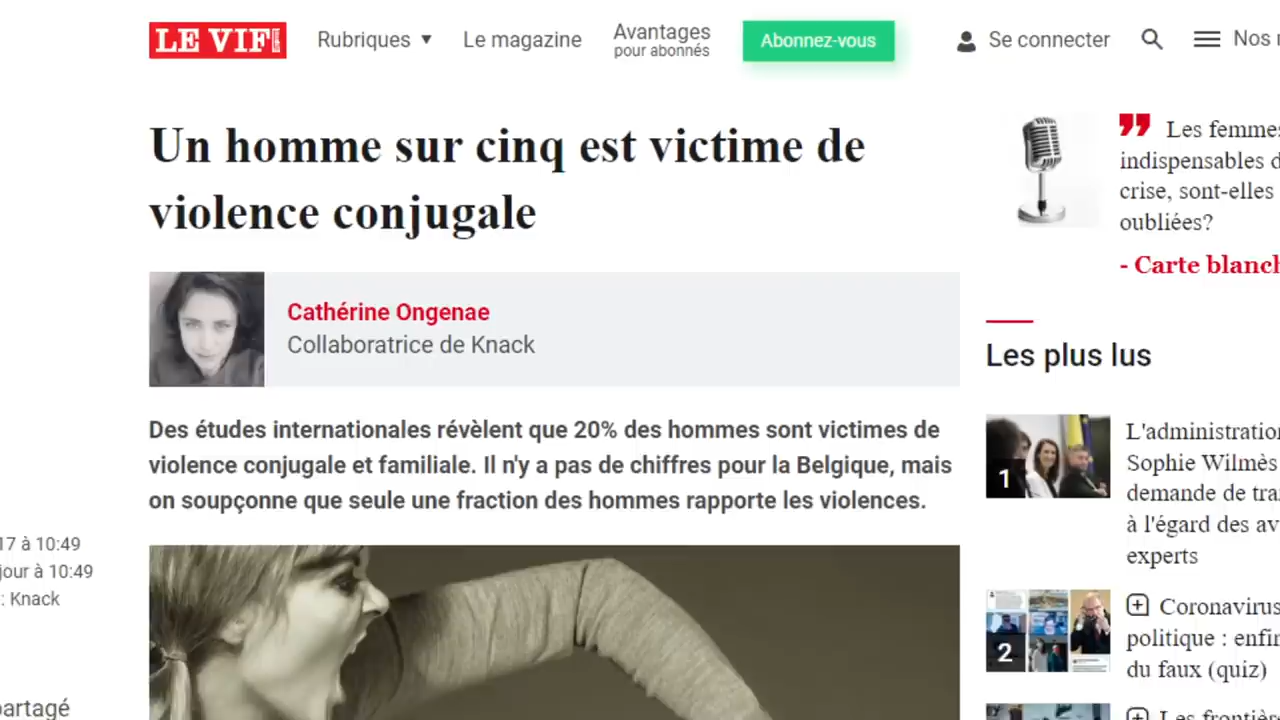 LE VIF
Rubriques ▼
Le magazine
Avantages
pour abonnés
Abonnez-vous
Se connecter
Nos
Un homme sur cinq est victime de
violence conjugale
Cathérine Ongenae
Collaboratrice de Knack
Des études internationales révèlent que 20% des hommes sont victimes de
violence conjugale et familiale. Il n'y a pas de chiffres pour la Belgique, mais
on soupçonne que seule une fraction des hommes rapporte les violences.
17 à 10:49
jour à 10:49
: Knack
partagé
Les femmes
indispensables
crise, sont-elles
oubliées?
- Carte blanch
Les plus lus
1
L'administration
Sophie Wilmès
demande de tra
à l'égard des av
experts
2
Coronavirus
politique : enfin
du faux (quiz)
Les frontiè